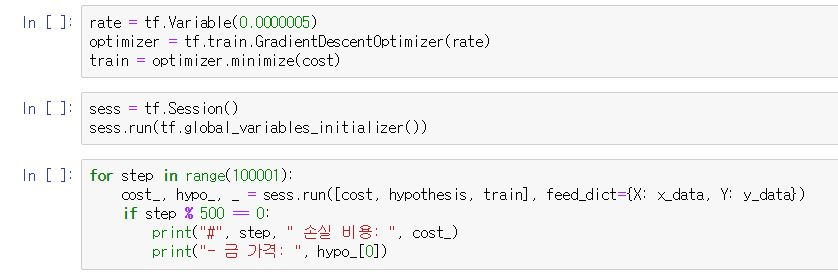 In [ ]: rate = tf.Variable(0.0000005)
optimizer = tf.train.GradientDescentOptimizer(rate)
train = optimizer.minimize(cost)
In [ ]: sess = tf.Session()
sess.run(tf.global_variables_initializer())
In [ ]: for step in range(100001):
    cost_, hypo_, _ = sess.run([cost, hypothesis, train], feed_dict={X: x_data, Y: y_data})
    if step % 500 == 0:
        print("#", step, " 손실 비용: ", cost_)
        print("- 금 가격: ", hypo_[0])